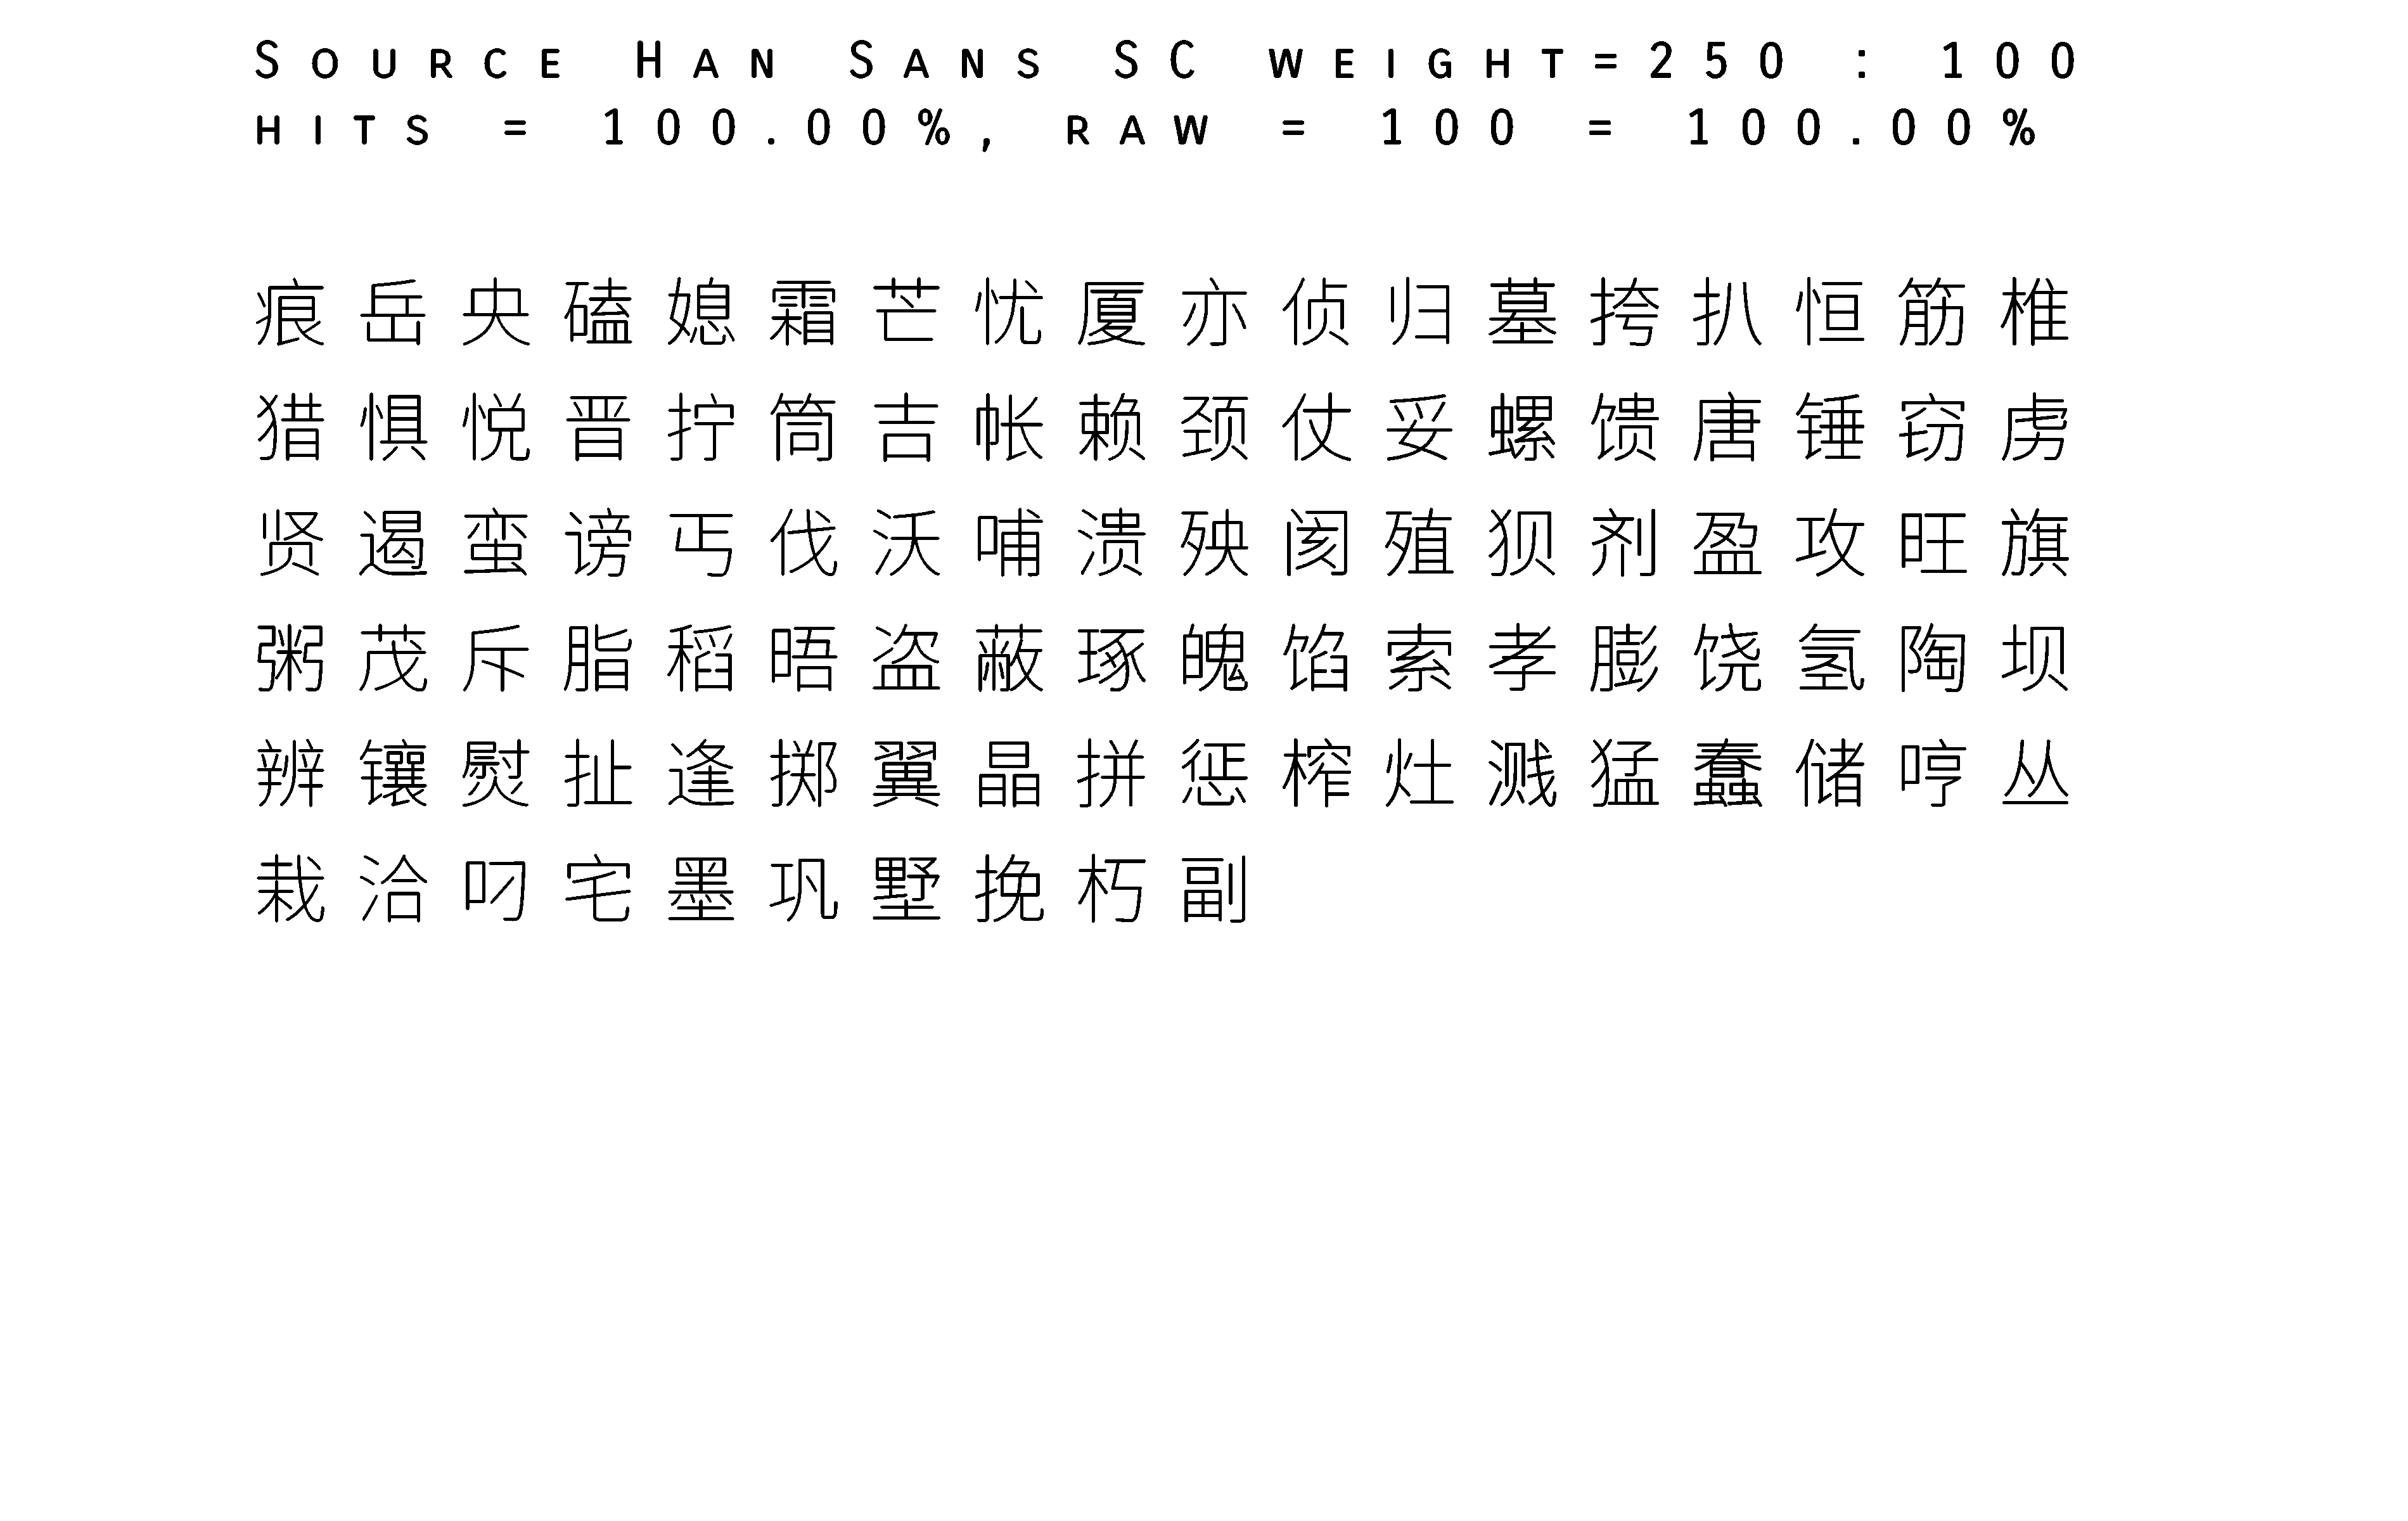 Source Han Sans SC weight=250 : 100
hits = 100.00%, raw = 100 = 100.00%
痕岳央磕媳霜芒忧厦亦侦归墓挎扒恒筋椎
猎惧悦晋拧筒吉帐赖颈仗妥螺馈唐锤窃虏
贤遏蛮谤丐伐沃哺溃殃阂殖狈剂盈攻旺旗
粥茂斥脂稻晤盗蔽琢魄馅索孝膨饶氢陶坝
辨镶熨扯逢掷翼晶拼惩榨灶溅猛蠢储哼丛
栽洽叼宅墨巩墅挽朽副